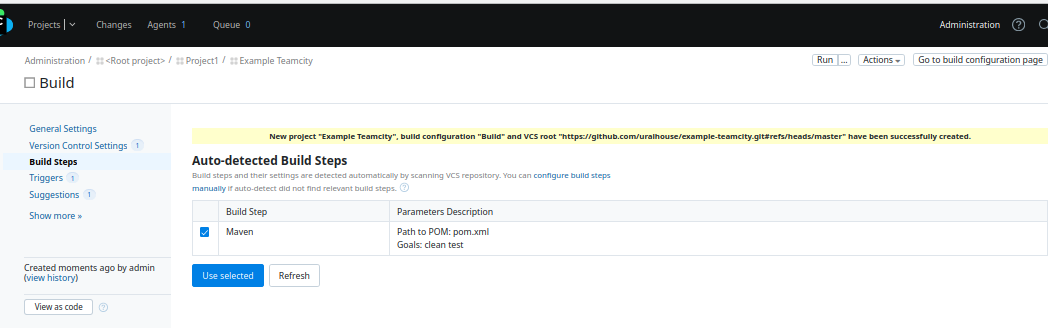 Projects
Changes
Agents 1
Queue 0
Administration
?
Administration / <Root project> / Project1 / Example Teamcity
Run ...
Actions
Go to build configuration page
Build
General Settings
Version Control Settings 1
Build Steps
Triggers 1
Suggestions 1
Show more »
Created moments ago by admin
(view history)
View as code ?
New project "Example Teamcity", build configuration "Build" and VCS root "https://github.com/uralhouse/example-teamcity.git#refs/heads/master" have been successfully created.
Auto-detected Build Steps
Build steps and their settings are detected automatically by scanning VCS repository. You can configure build steps
manually if auto-detect did not find relevant build steps. ?
Build Step Parameters Description
Maven Path to POM: pom.xml
Goals: clean test
Use selected Refresh